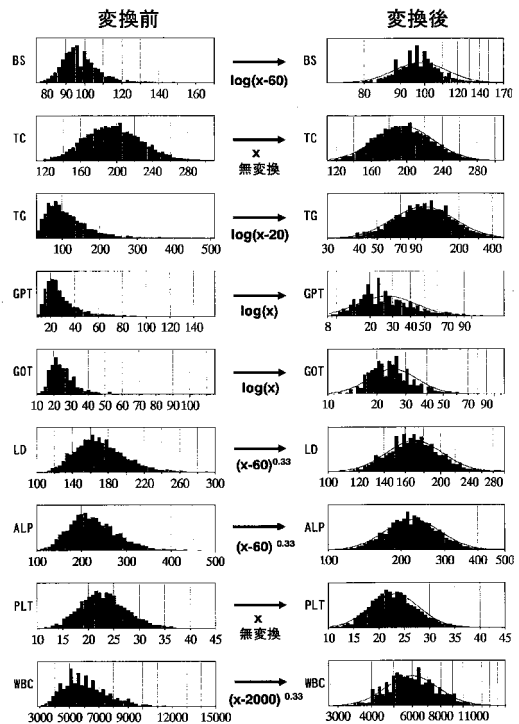 変換前 変換後
BS BS
log(x-60)
80 90 100 120 140 160 80 90 100 120 140 170
TC TC
x
無変換
120 160 200 240 280 120 160 200 240 280
TG TG
log(x-20)
100 200 300 400 500 30 40 50 70 90 200 400
GPT GPT
log(x)
20 40 60 80 100 120 140 8 20 30 40 50 70 90
GOT GOT
log(x)
10 20 30 40 50 60 70 80 90 100 10 20 30 40 50 70 90
LD LD
(x-60)0.33
100 140 180 220 260 300 100 120 160 200 240 280
ALP ALP
(x-60) 0.33
100 200 300 400 500 100 200 300 400 500
PLT PLT
x
無変換
10 15 20 25 30 35 40 45 10 15 20 25 30 35 40 45
WBC WBC
(x-2000) 0.33
3000 5000 7000 9000 12000 15000 3000 4000 6000 8000 11000